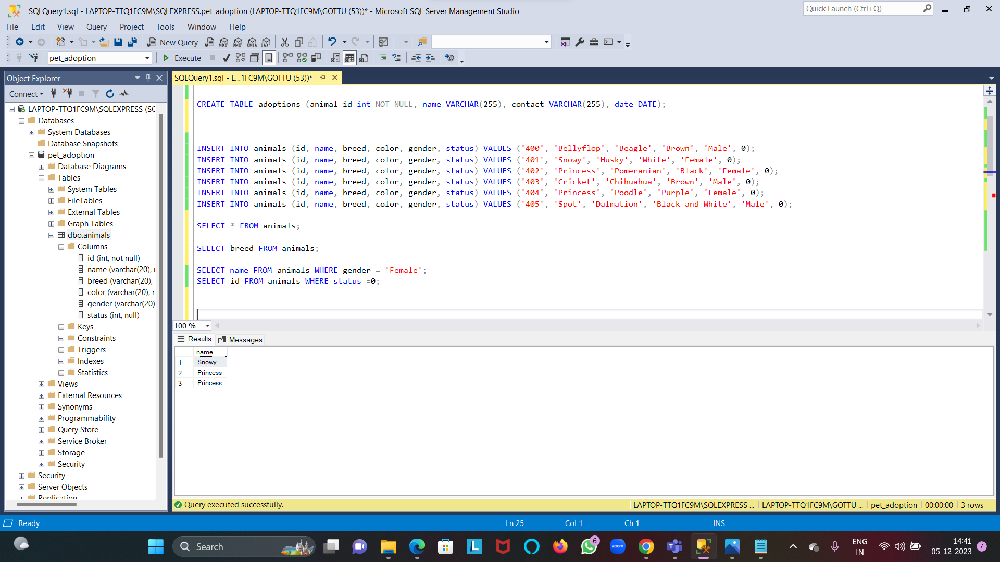 SQLQuery1.sql - LAPTOP-TTQ1FC9M\SQLEXPRESS.pet_adoption (LAPTOP-TTQ1FC9M\GOTTU (53))* - Microsoft SQL Server Management Studio
Quick Launch (Ctrl+Q)
File Edit View Query Project Tools Window Help
New Query MDX DMX XMLA DAX
pet_adoption Execute
Object Explorer
Connect
LAPTOP-TTQ1FC9M\SQLEXPRESS (SC
Databases
System Databases
Database Snapshots
pet_adoption
Database Diagrams
Tables
System Tables
FileTables
External Tables
Graph Tables
dbo.animals
Columns
id (int, not null)
name (varchar(20), r
breed (varchar(20),
color (varchar(20), n
gender (varchar(20)
status (int, null)
Keys
Constraints
Triggers
Indexes
Statistics
Views
External Resources
Synonyms
Programmability
Query Store
Service Broker
Storage
Security
Security
Server Objects
Replication
SQLQuery1.sql - L...1FC9M\GOTTU (53))*
CREATE TABLE adoptions (animal_id int NOT NULL, name VARCHAR(255), contact VARCHAR(255), date DATE);
INSERT INTO animals (id, name, breed, color, gender, status) VALUES ('400', 'Bellyflop', 'Beagle', 'Brown', 'Male', 0);
INSERT INTO animals (id, name, breed, color, gender, status) VALUES ('401', 'Snowy', 'Husky', 'White', 'Female', 0);
INSERT INTO animals (id, name, breed, color, gender, status) VALUES ('402', 'Princess', 'Pomeranian', 'Black', 'Female', 0);
INSERT INTO animals (id, name, breed, color, gender, status) VALUES ('403', 'Cricket', 'Chihuahua', 'Brown', 'Male', 0);
INSERT INTO animals (id, name, breed, color, gender, status) VALUES ('404', 'Princess', 'Poodle', 'Purple', 'Female', 0);
INSERT INTO animals (id, name, breed, color, gender, status) VALUES ('405', 'Spot', 'Dalmation', 'Black and White', 'Male', 0);
SELECT * FROM animals;
SELECT breed FROM animals;
SELECT name FROM animals WHERE gender = 'Female';
SELECT id FROM animals WHERE status =0;
100 %
Results Messages
name
1 Snowy
2 Princess
3 Princess
Query executed successfully.
LAPTOP-TTQ1FC9M\SQLEXPRESS ... LAPTOP-TTQ1FC9M\GOTTU ... pet_adoption 00:00:00 3 rows
Ready Ln 25 Col 1 Ch 1 INS
Search
L
zoom
6
ENG
IN
14:41
05-12-2023
7